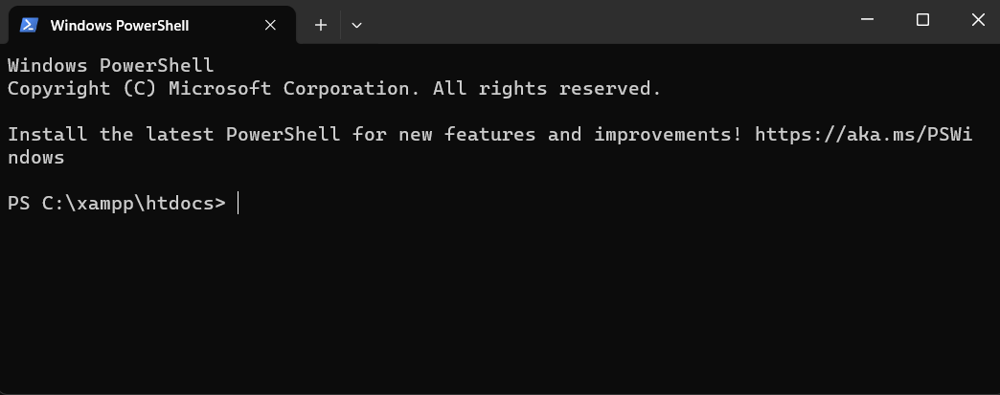 Windows PowerShell
Windows PowerShell
Copyright (C) Microsoft Corporation. All rights reserved.
Install the latest PowerShell for new features and improvements! https://aka.ms/PSWi
ndows
PS C:\xampp\htdocs>